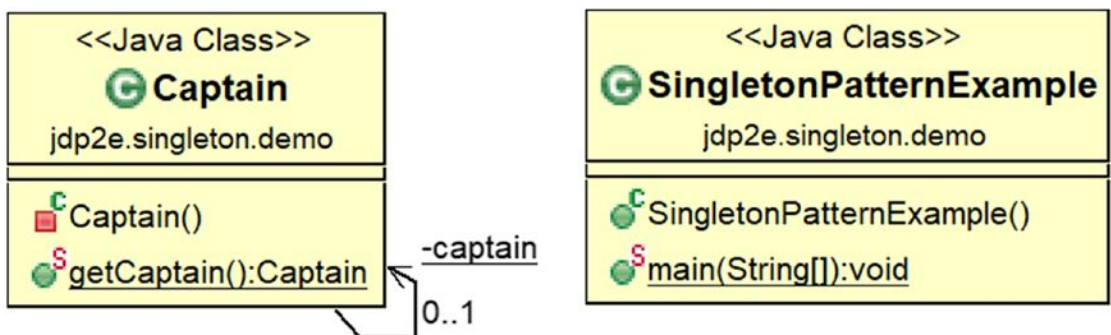 <<Java Class>>
C Captain
jdp2e.singleton.demo
C Captain()
S getCaptain():Captain
-captain
0..1
<<Java Class>>
C SingletonPatternExample
jdp2e.singleton.demo
C SingletonPatternExample()
S main(String[]):void